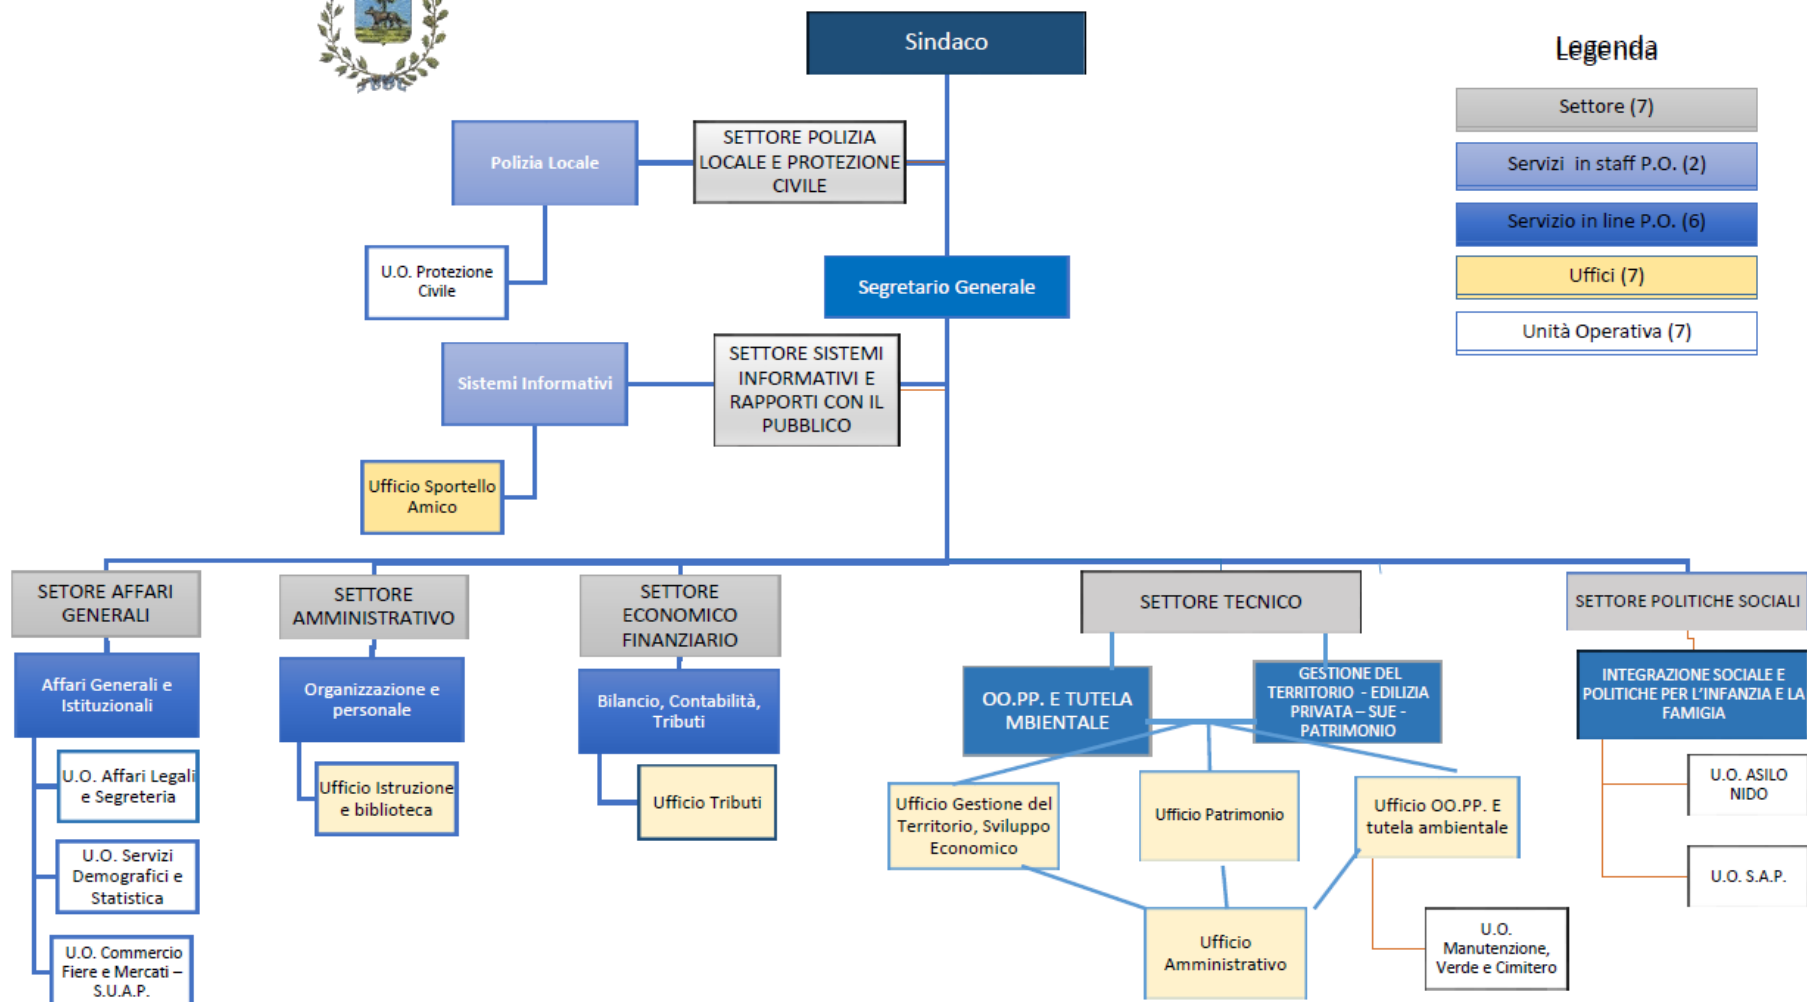 Sindaco
Legenda
Settore (7)
Servizi in staff P.O. (2)
Servizio in line P.O. (6)
Uffici (7)
Unità Operativa (7)
Polizia Locale
SETTORE POLIZIA
LOCALE E PROTEZIONE
CIVILE
U.O. Protezione
Civile
Segretario Generale
Sistemi Informativi
SETTORE SISTEMI
INFORMATIVI E
RAPPORTI CON IL
PUBBLICO
Ufficio Sportello
Amico
SETORE AFFARI
GENERALI
Affari Generali e
Istituzionali
U.O. Affari Legali
e Segreteria
U.O. Servizi
Demografici e
Statistica
U.O. Commercio
Fiere e Mercati –
S.U.A.P.
SETTORE
AMMINISTRATIVO
Organizzazione e
personale
Ufficio Istruzione
e biblioteca
SETTORE
ECONOMICO
FINANZIARIO
Bilancio, Contabilità,
Tributi
Ufficio Tributi
SETTORE TECNICO
OO.PP. E TUTELA
MBIENTALE
GESTIONE DEL
TERRITORIO - EDILIZIA
PRIVATA – SUE -
PATRIMONIO
Ufficio Gestione del
Territorio, Sviluppo
Economico
Ufficio Patrimonio
Ufficio OO.PP. E
tutela ambientale
Ufficio
Amministrativo
U.O.
Manutenzione,
Verde e Cimitero
SETTORE POLITICHE SOCIALI
INTEGRAZIONE SOCIALE E
POLITICHE PER L'INFANZIA E LA
FAMIGIA
U.O. ASILO
NIDO
U.O. S.A.P.